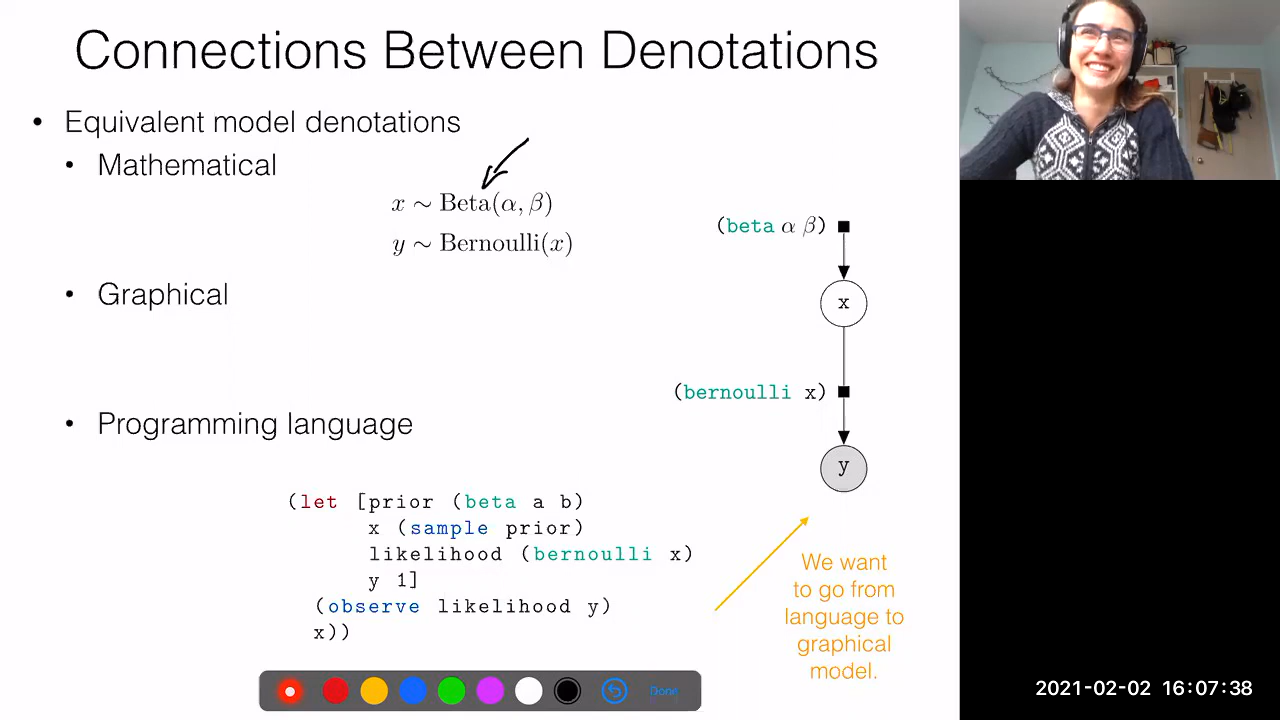 Connections Between Denotations
• Equivalent model denotations
• Mathematical
x ∼ Beta(α, β)
y ∼ Bernoulli(x)
• Graphical
(beta α β)
x
(bernoulli x)
y
• Programming language
(let [prior (beta a b)
x (sample prior)
likelihood (bernoulli x)
y 1]
(observe likelihood y)
x))
We want
to go from
language to
graphical
model.
Done
2021-02-02 16:07:38